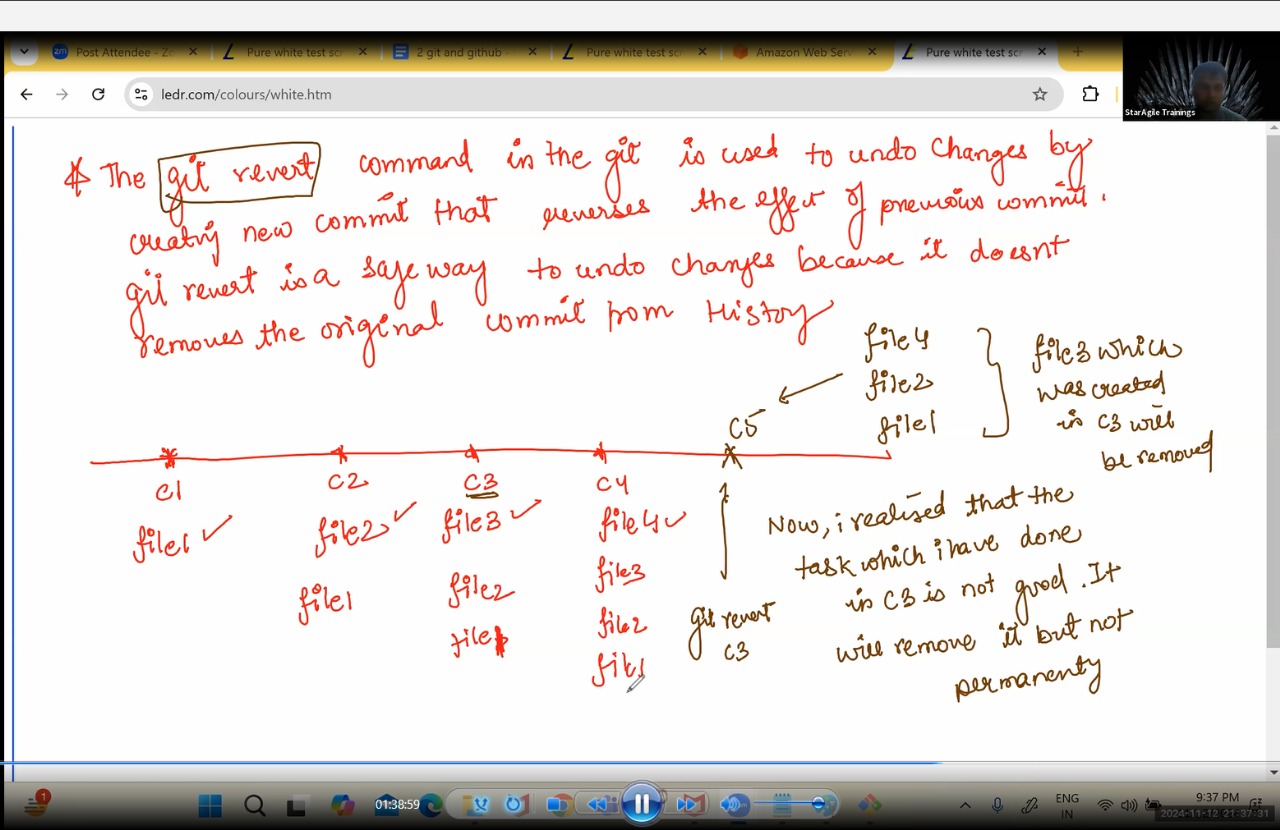 Post Attendee - Zo
Pure white test scr
2 git and github -
Pure white test scr
Amazon Web Serv
Pure white test scr
ledr.com/colours/white.htm
StarAgile Trainings
* The git revert command in the git is used to undo changes by
creating new commit that reverses the effect of previous commit.
git revert is a safe way to undo changes because it doesnt
removes the original commit from History
file4
file2
file1
file3 which
was created
in C3 will
be removed
C5
C1
C2
C3
C4
file1
file2
file1
file3
file2
file1
file4
file3
file2
file1
git revert
C3
Now, i realised that the
task which i have done
in C3 is not good. It
will remove it but not
permanenty
1
01:38:59
ENG
IN
9:37 PM
2024-11-12 21:37:31